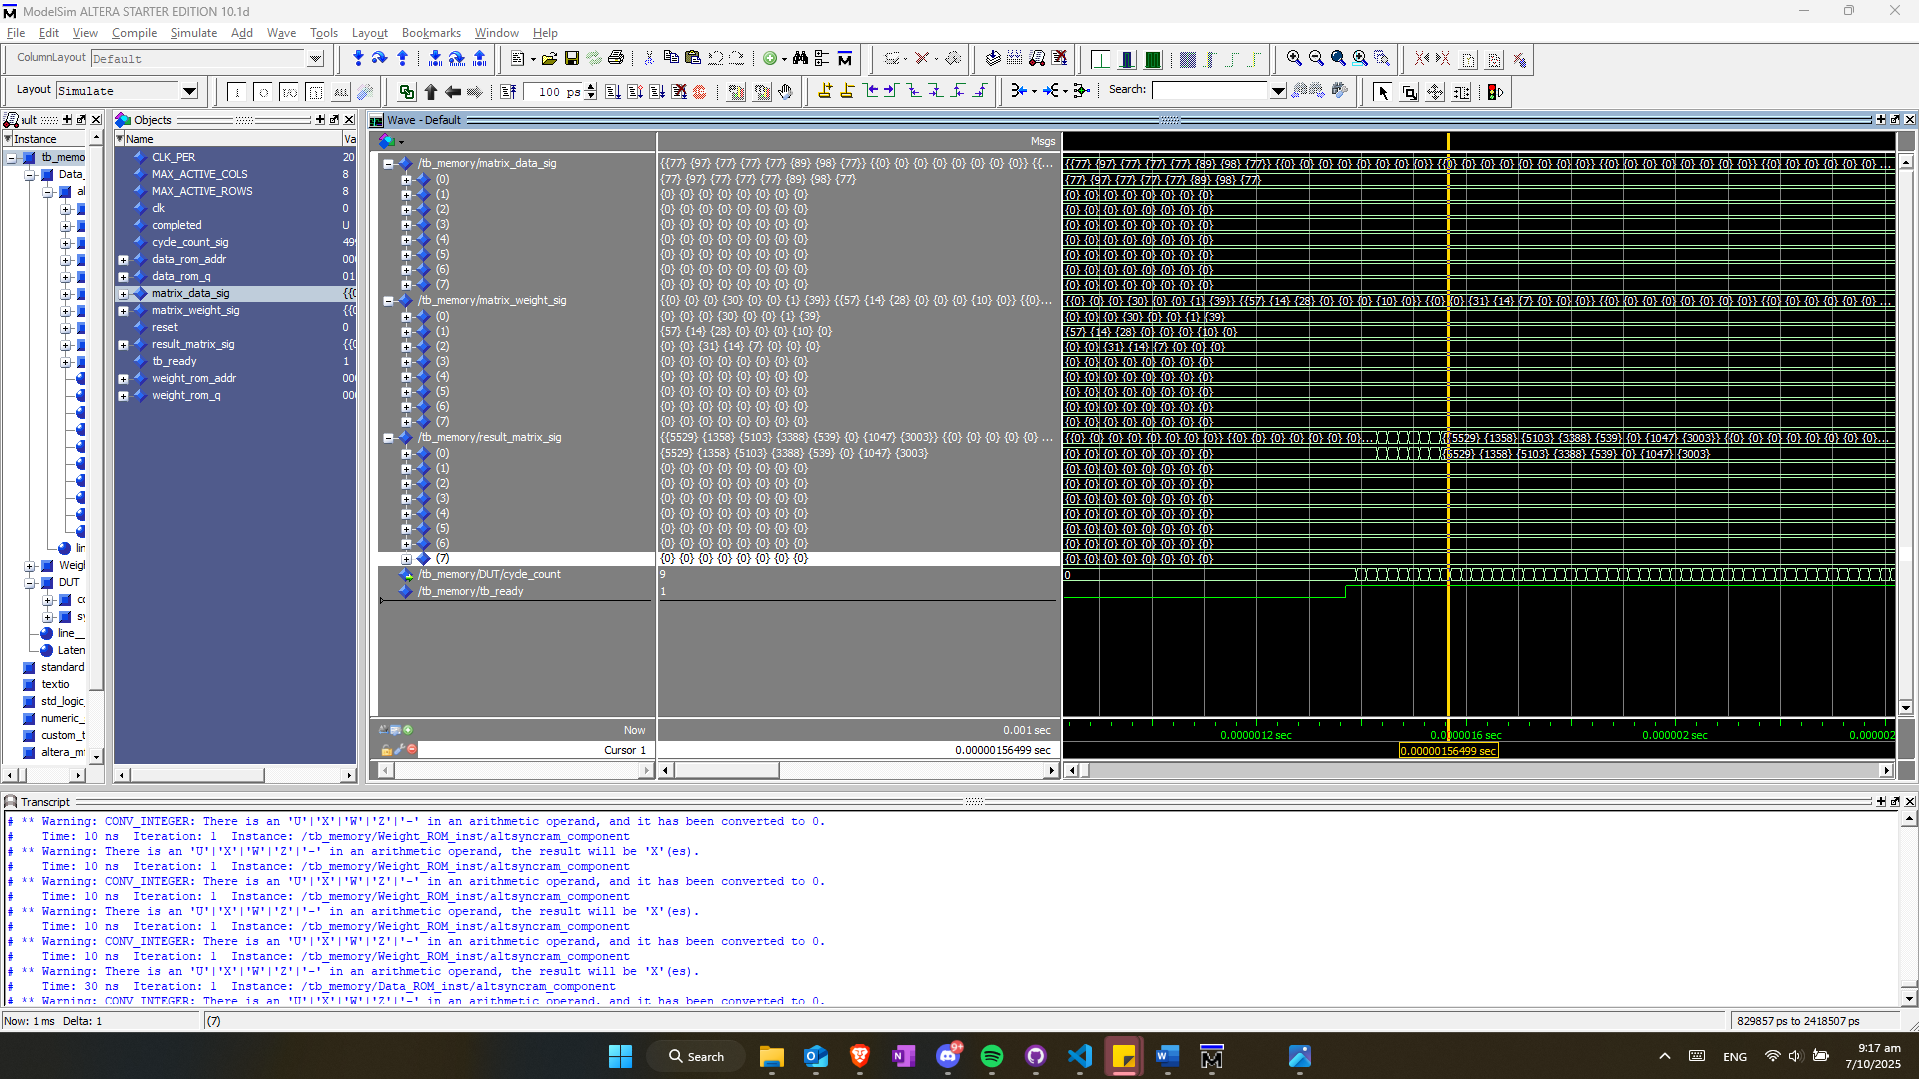 ModelSim ALTERA STARTER EDITION 10.1d
File Edit View Compile Simulate Add Wave Tools Layout Bookmarks Window Help
ColumnLayout Default
Layout Simulate
100 ps
Search:
ult
Instance
tb_memo
Data_
al
lin
Weig
DUT
co
sy
line__
Laten
standard
textio
std_logic_
numeric_
custom_t
altera_mf
Objects
Name
Va
CLK_PER 20
MAX_ACTIVE_COLS 8
MAX_ACTIVE_ROWS 8
clk 0
completed U
cycle_count_sig 499
data_rom_addr 000
data_rom_q 01
matrix_data_sig {{0
matrix_weight_sig {{0
reset 0
result_matrix_sig {{0
tb_ready 1
weight_rom_addr 000
weight_rom_q 000
Wave - Default
Msgs
/tb_memory/matrix_data_sig {{77} {97} {77} {77} {77} {89} {98} {77}} {{0} {0} {0} {0} {0} {0} {0} {0}} {{...
(0) {77} {97} {77} {77} {77} {89} {98} {77}
(1) {0} {0} {0} {0} {0} {0} {0} {0}
(2) {0} {0} {0} {0} {0} {0} {0} {0}
(3) {0} {0} {0} {0} {0} {0} {0} {0}
(4) {0} {0} {0} {0} {0} {0} {0} {0}
(5) {0} {0} {0} {0} {0} {0} {0} {0}
(6) {0} {0} {0} {0} {0} {0} {0} {0}
(7) {0} {0} {0} {0} {0} {0} {0} {0}
/tb_memory/matrix_weight_sig {{0} {0} {0} {30} {0} {0} {1} {39}} {{57} {14} {28} {0} {0} {0} {10} {0}} {{0}...
(0) {0} {0} {0} {30} {0} {0} {1} {39}
(1) {57} {14} {28} {0} {0} {0} {10} {0}
(2) {0} {0} {31} {14} {7} {0} {0} {0}
(3) {0} {0} {0} {0} {0} {0} {0} {0}
(4) {0} {0} {0} {0} {0} {0} {0} {0}
(5) {0} {0} {0} {0} {0} {0} {0} {0}
(6) {0} {0} {0} {0} {0} {0} {0} {0}
(7) {0} {0} {0} {0} {0} {0} {0} {0}
/tb_memory/result_matrix_sig {{5529} {1358} {5103} {3388} {539} {0} {1047} {3003}} {{0} {0} {0} {0} {0} ...
(0) {5529} {1358} {5103} {3388} {539} {0} {1047} {3003}
(1) {0} {0} {0} {0} {0} {0} {0} {0}
(2) {0} {0} {0} {0} {0} {0} {0} {0}
(3) {0} {0} {0} {0} {0} {0} {0} {0}
(4) {0} {0} {0} {0} {0} {0} {0} {0}
(5) {0} {0} {0} {0} {0} {0} {0} {0}
(6) {0} {0} {0} {0} {0} {0} {0} {0}
(7) {0} {0} {0} {0} {0} {0} {0} {0}
/tb_memory/DUT/cycle_count 9 0
/tb_memory/tb_ready 1
Now 0.001 sec
Cursor 1 0.00000156499 sec
0.0000012 sec 0.0000016 sec 0.000002 sec 0.000002
0.00000156499 sec
Transcript
# ** Warning: CONV_INTEGER: There is an 'U'|'X'|'W'|'Z'|'-' in an arithmetic operand, and it has been converted to 0.
#    Time: 10 ns  Iteration: 1  Instance: /tb_memory/Weight_ROM_inst/altsyncram_component
# ** Warning: There is an 'U'|'X'|'W'|'Z'|'-' in an arithmetic operand, the result will be 'X'(es).
#    Time: 10 ns  Iteration: 1  Instance: /tb_memory/Weight_ROM_inst/altsyncram_component
# ** Warning: CONV_INTEGER: There is an 'U'|'X'|'W'|'Z'|'-' in an arithmetic operand, and it has been converted to 0.
#    Time: 10 ns  Iteration: 1  Instance: /tb_memory/Weight_ROM_inst/altsyncram_component
# ** Warning: There is an 'U'|'X'|'W'|'Z'|'-' in an arithmetic operand, the result will be 'X'(es).
#    Time: 10 ns  Iteration: 1  Instance: /tb_memory/Weight_ROM_inst/altsyncram_component
# ** Warning: CONV_INTEGER: There is an 'U'|'X'|'W'|'Z'|'-' in an arithmetic operand, and it has been converted to 0.
#    Time: 10 ns  Iteration: 1  Instance: /tb_memory/Weight_ROM_inst/altsyncram_component
# ** Warning: There is an 'U'|'X'|'W'|'Z'|'-' in an arithmetic operand, the result will be 'X'(es).
#    Time: 30 ns  Iteration: 1  Instance: /tb_memory/Data_ROM_inst/altsyncram_component
# ** Warning: CONV_INTEGER: There is an 'U'|'X'|'W'|'Z'|'-' in an arithmetic operand, and it has been converted to 0.
Now: 1 ms Delta: 1
(7)
829857 ps to 2418507 ps
Search
9+
ENG
9:17 am
7/10/2025